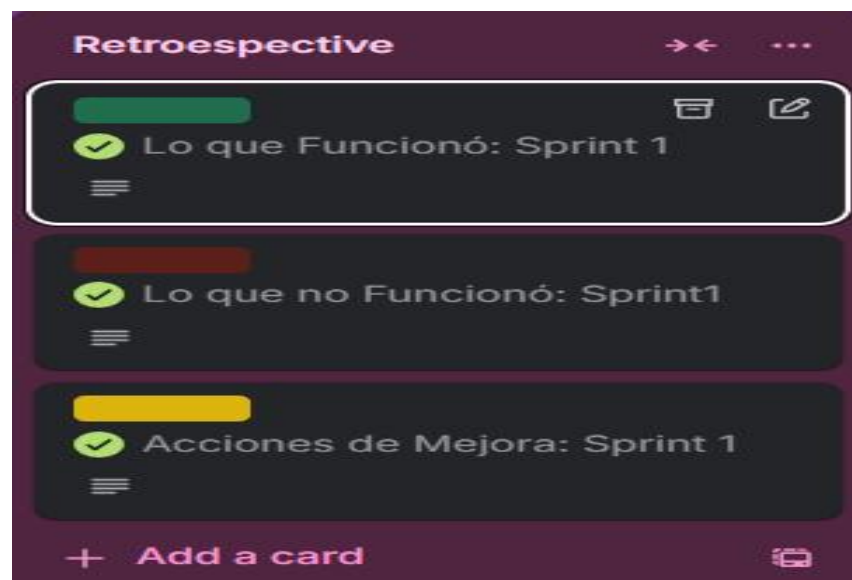 Retroespective
Lo que Funcionó: Sprint 1
Lo que no Funcionó: Sprint1
Acciones de Mejora: Sprint 1
+ Add a card